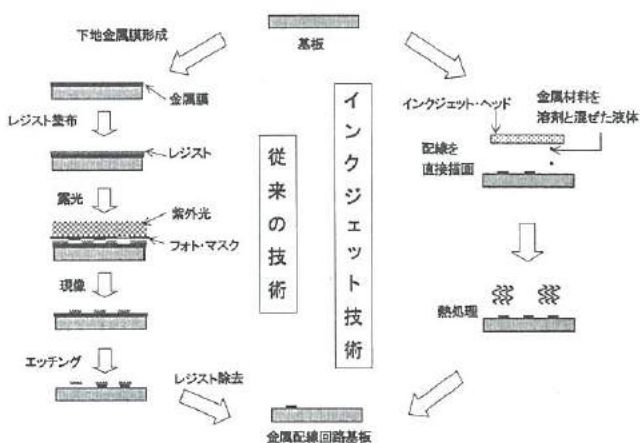 基板
下地金属膜形成
金属膜
レジスト塗布
レジスト
露光
紫外光
フォト・マスク
現像
エッチング
レジスト除去
従来の技術
インクジェット技術
インクジェット・ヘッド
金属材料を
溶剤と混ぜた液体
配線を
直接描画
熱処理
金属配線回路基板